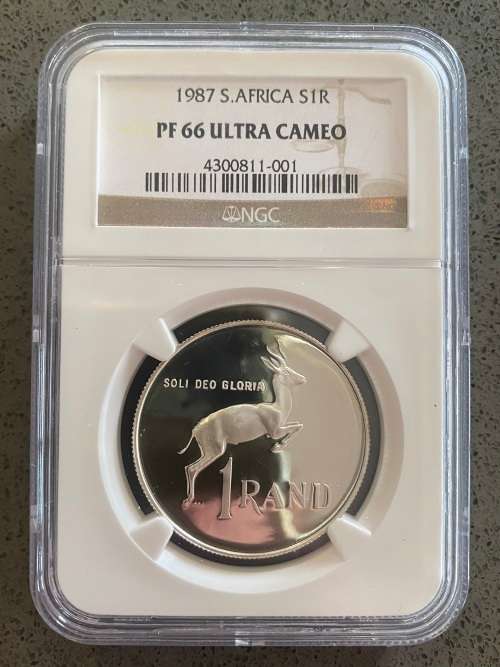 1987 S.AFRICA S1R
PF 66 ULTRA CAMEO
4300811-001
NGC
SOLI DEO GLORIA
1 RAND